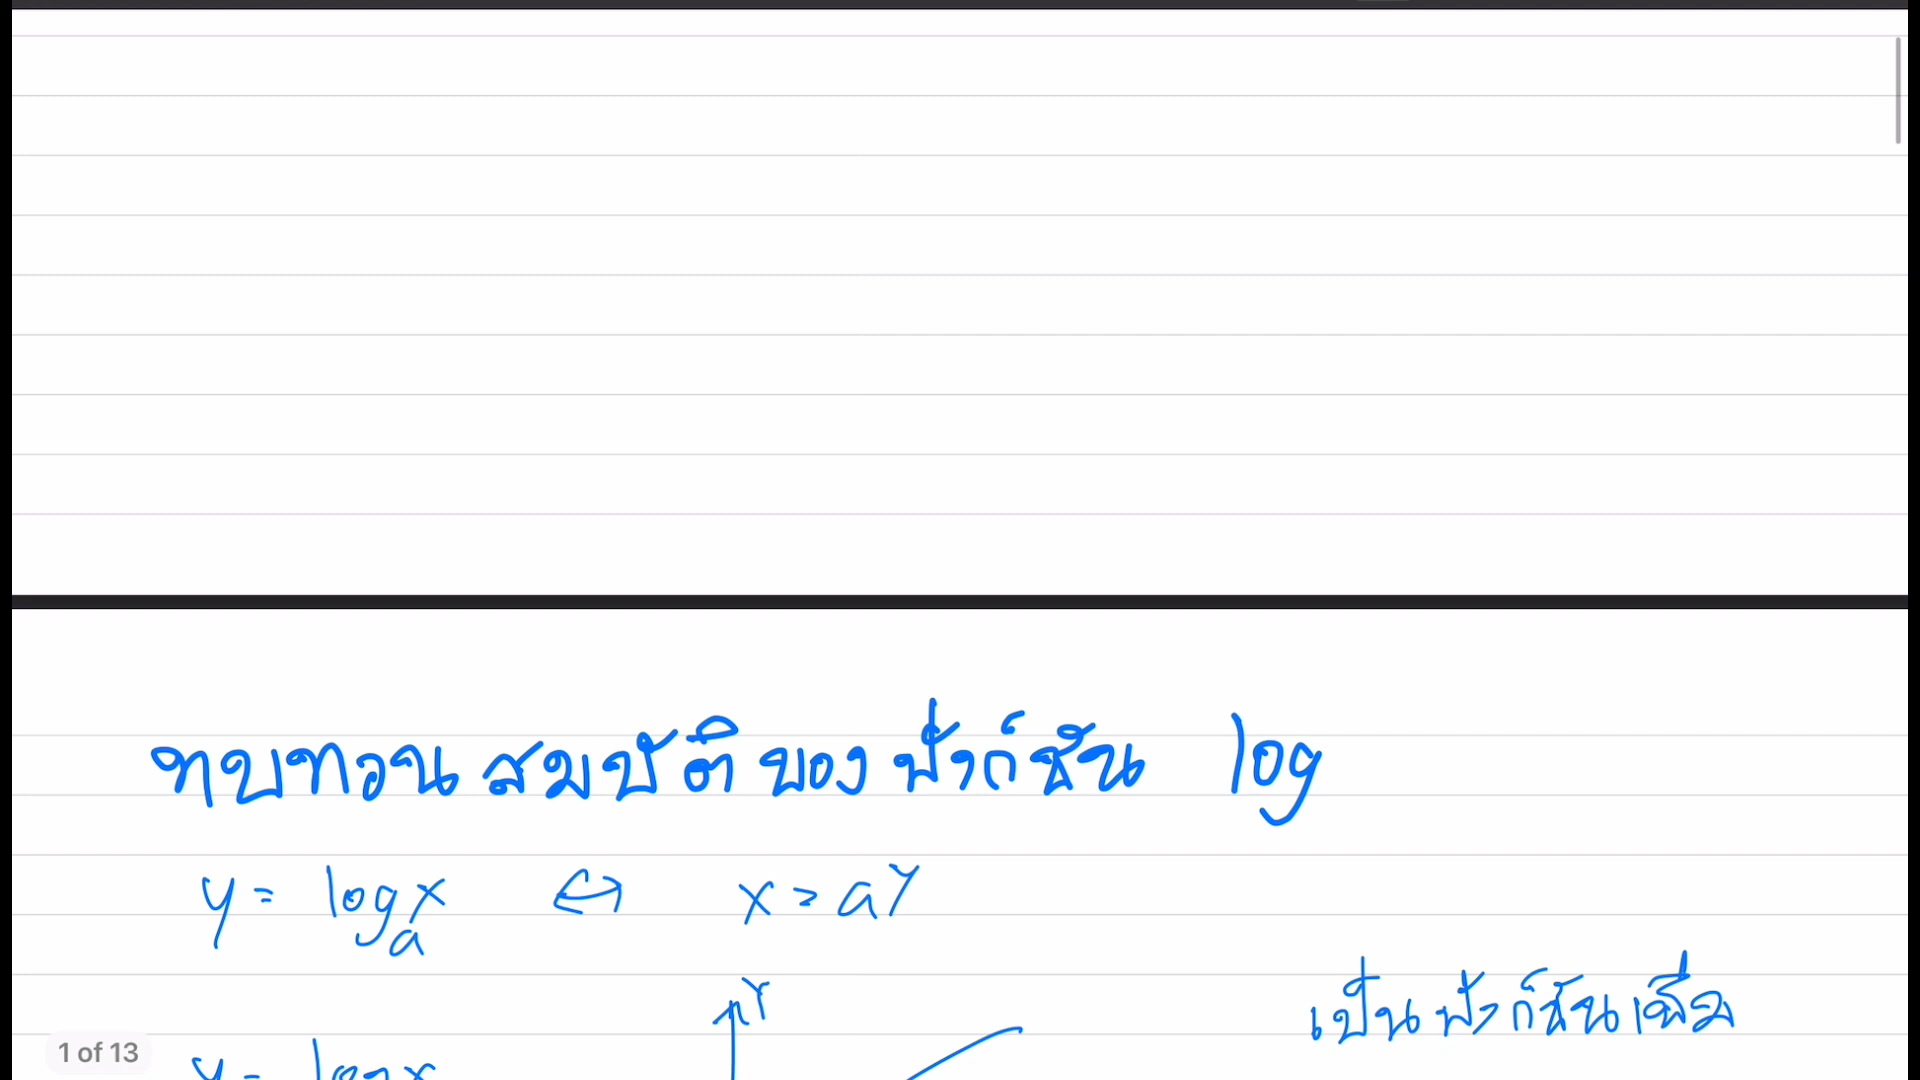 ทบทวน สมบัติ ของ ฟังก์ชัน log
y = logₐx ↔ x = aʸ
Y
เป็น ฟังก์ชัน เพิ่ม
y = log x
1 of 13